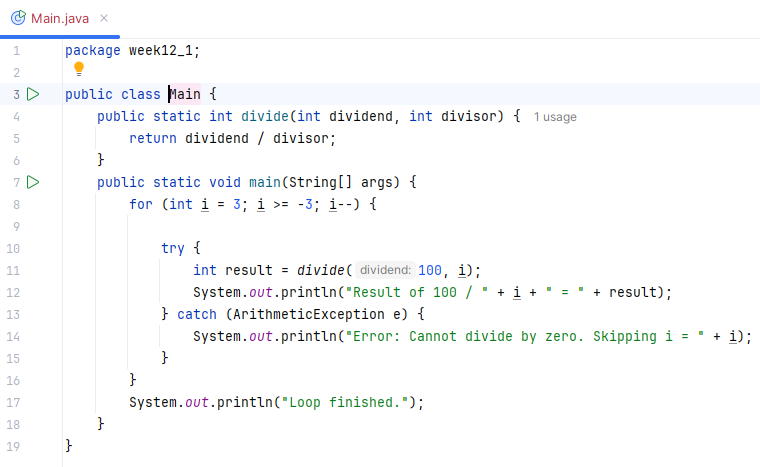 Main.java
1 package week12_1;
2
3 public class Main {
4 public static int divide(int dividend, int divisor) { 1 usage
5 return dividend / divisor;
6 }
7 public static void main(String[] args) {
8 for (int i = 3; i >= -3; i--) {
9
10 try {
11 int result = divide( dividend: 100, i);
12 System.out.println("Result of 100 / " + i + " = " + result);
13 } catch (ArithmeticException e) {
14 System.out.println("Error: Cannot divide by zero. Skipping i = " + i);
15 }
16 }
17 System.out.println("Loop finished.");
18 }
19 }